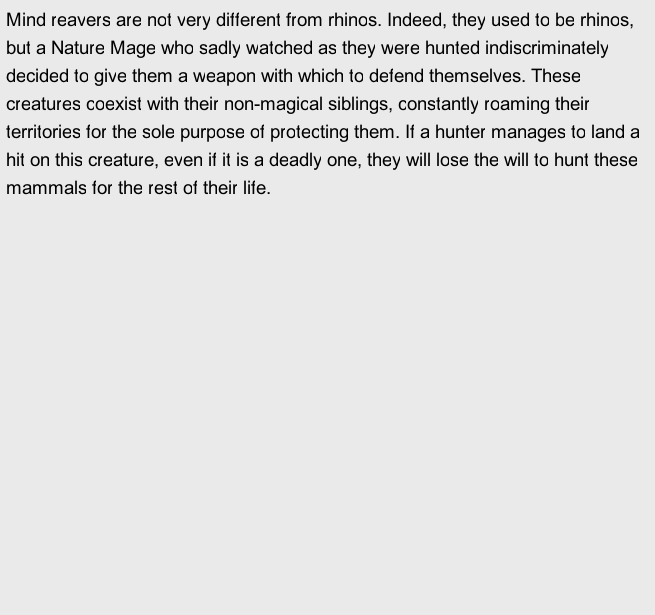 Mind reavers are not very different from rhinos. Indeed, they used to be rhinos,
but a Nature Mage who sadly watched as they were hunted indiscriminately
decided to give them a weapon with which to defend themselves. These
creatures coexist with their non-magical siblings, constantly roaming their
territories for the sole purpose of protecting them. If a hunter manages to land a
hit on this creature, even if it is a deadly one, they will lose the will to hunt these
mammals for the rest of their life.